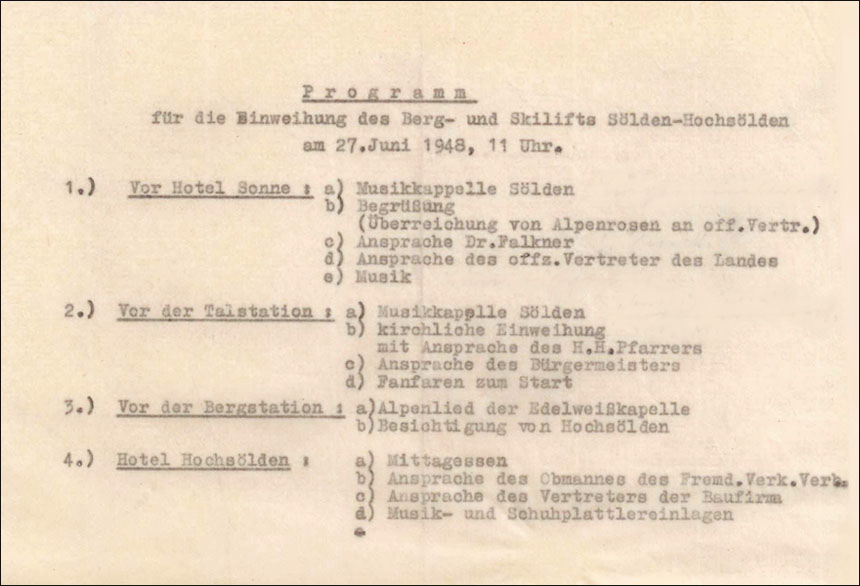 Programm
für die Einweihung des Berg- und Skilifts Sölden-Hochsölden
am 27.Juni 1948, 11 Uhr.
1.) Vor Hotel Sonne : a) Musikkappelle Sölden
b) Begrüßung
(Überreichung von Alpenrosen an off.Vertr.)
c) Ansprache Dr.Falkner
d) Ansprache des offz.Vertreter des Landes
e) Musik
2.) Vor der Talstation : a) Musikkapelle Sölden
b) kirchliche Einweihung
mit Ansprache des H.H.Pfarrers
c) Ansprache des Bürgermeisters
d) Fanfaren zum Start
3.) Vor der Bergstation : a)Alpenlied der Edelweißkapelle
b)Besichtigung von Hochsölden
4.) Hotel Hochsölden : a) Mittagessen
b) Ansprache des Obmannes des Fremd.Verk.Verb.
c) Ansprache des Vertreters der Baufirma
d) Musik- und Schuhplattlereinlagen
e